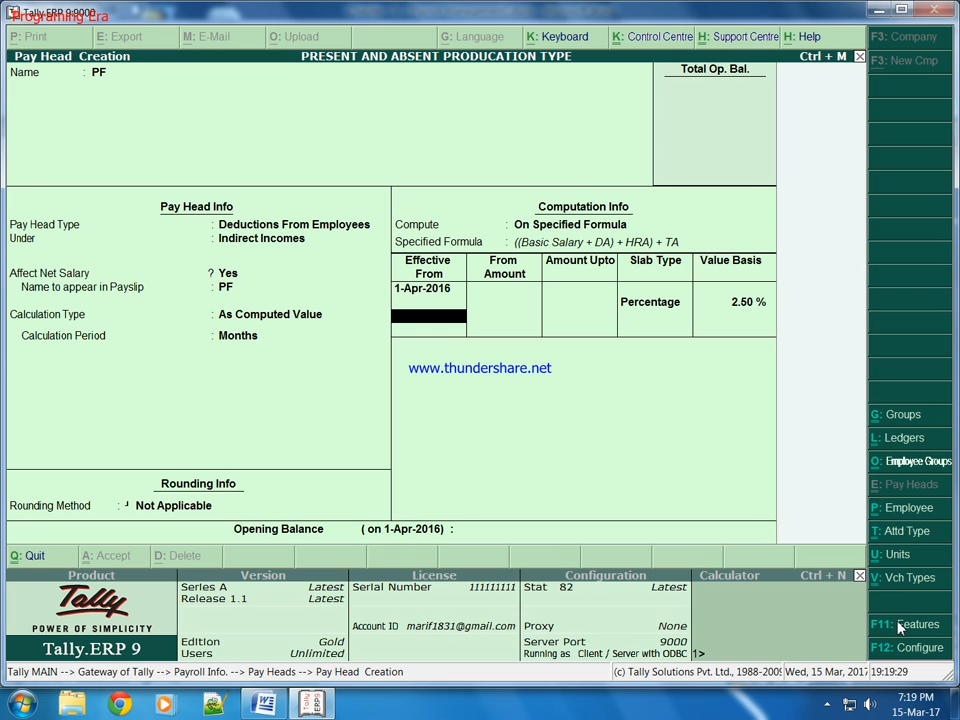 Tally.ERP 9:9000
Programing Era
P: Print E: Export M: E-Mail O: Upload G: Language K: Keyboard K: Control Centre H: Support Centre H: Help F3: Company
F3: New Cmp
Pay Head Creation PRESENT AND ABSENT PRODUCATION TYPE Ctrl + M
Name : PF
Total Op. Bal.
Pay Head Info
Pay Head Type : Deductions From Employees
Under : Indirect Incomes
Affect Net Salary ? Yes
Name to appear in Payslip : PF
Calculation Type : As Computed Value
Calculation Period : Months
Computation Info
Compute : On Specified Formula
Specified Formula : ((Basic Salary + DA) + HRA) + TA
Effective From From Amount Amount Upto Slab Type Value Basis
1-Apr-2016
Percentage 2.50 %
www.thundershare.net
Rounding Info
Rounding Method : ┘ Not Applicable
Opening Balance ( on 1-Apr-2016) :
G: Groups
L: Ledgers
O: Employee Groups
E: Pay Heads
P: Employee
T: Attd Type
U: Units
V: Vch Types
F11: Features
F12: Configure
Q: Quit A: Accept D: Delete
Product Version License Configuration Calculator Ctrl + N
Tally
POWER OF SIMPLICITY
Tally.ERP 9
Series A Latest
Release 1.1 Latest
Edition Gold
Users Unlimited
Serial Number 111111111
Account ID marif1831@gmail.com
Stat 82 Latest
Proxy None
Server Port 9000
Running as Client / Server with ODBC
1>
Tally MAIN --> Gateway of Tally --> Payroll Info. --> Pay Heads --> Pay Head Creation (c) Tally Solutions Pvt. Ltd., 1988-2009 Wed, 15 Mar, 2017 19:19:29
7:19 PM
15-Mar-17